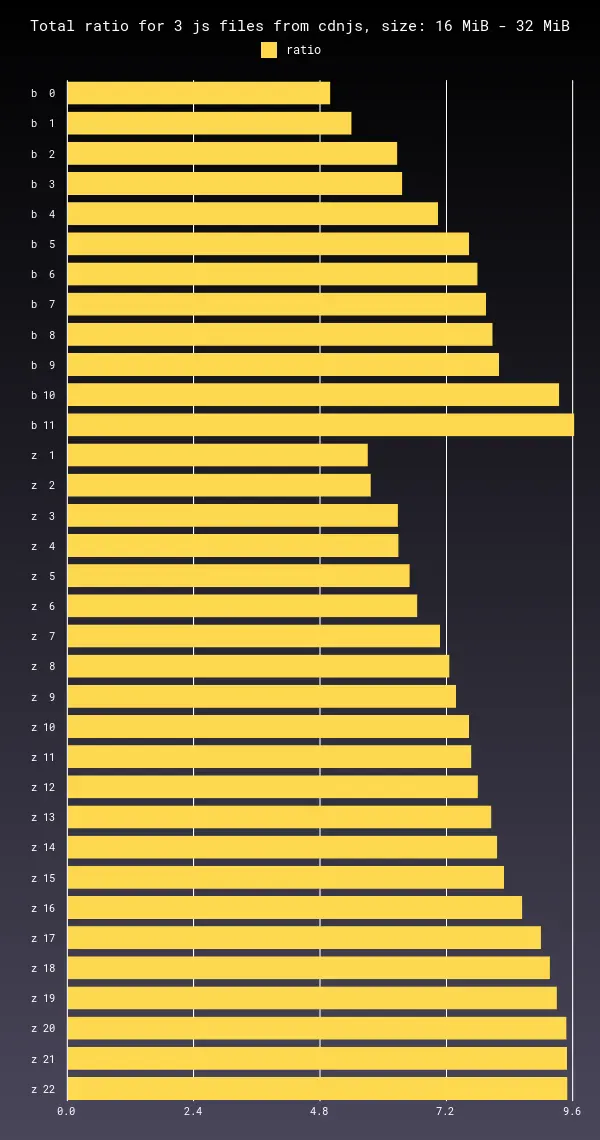 Total ratio for 3 js files from cdnjs, size: 16 MiB - 32 MiB
ratio
b 0
b 1
b 2
b 3
b 4
b 5
b 6
b 7
b 8
b 9
b 10
b 11
z 1
z 2
z 3
z 4
z 5
z 6
z 7
z 8
z 9
z 10
z 11
z 12
z 13
z 14
z 15
z 16
z 17
z 18
z 19
z 20
z 21
z 22
0.0 2.4 4.8 7.2 9.6